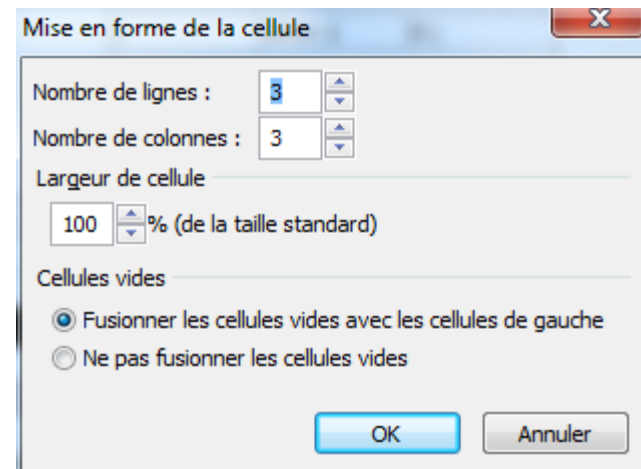 Mise en forme de la cellule
Nombre de lignes : 3
Nombre de colonnes : 3
Largeur de cellule
100 % (de la taille standard)
Cellules vides
Fusionner les cellules vides avec les cellules de gauche
Ne pas fusionner les cellules vides
OK Annuler